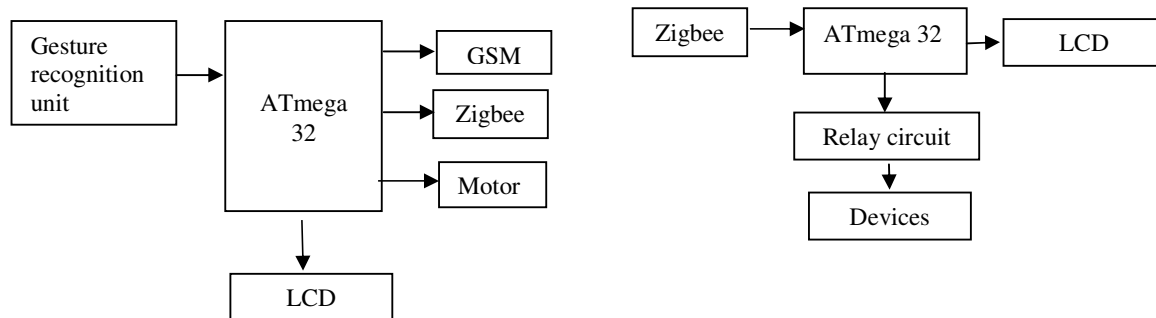 Gesture
recognition
unit
ATmega
32
GSM
Zigbee
Motor
LCD
Zigbee
ATmega 32
LCD
Relay circuit
Devices